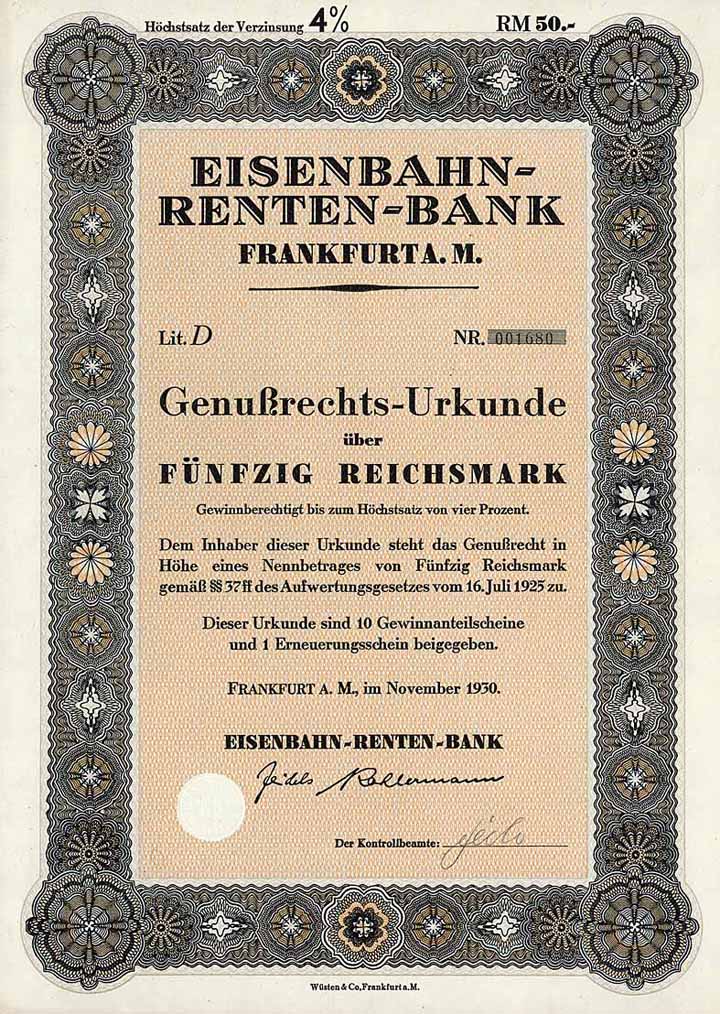 Höchstsatz der Verzinsung 4% RM 50.-
EISENBAHN-
RENTEN-BANK
FRANKFURT A. M.
Lit. D NR. 001680
Genußrechts-Urkunde
über
FÜNFZIG REICHSMARK
Gewinnberechtigt bis zum Höchstsatz von vier Prozent.
Dem Inhaber dieser Urkunde steht das Genußrecht in
Höhe eines Nennbetrages von Fünfzig Reichsmark
gemäß §§ 37 ff des Aufwertungsgesetzes vom 16. Juli 1925 zu.
Dieser Urkunde sind 10 Gewinnanteilscheine
und 1 Erneuerungsschein beigegeben.
FRANKFURT A. M., im November 1930.
EISENBAHN-RENTEN-BANK
Der Kontrollbeamte:
Wüsten & Co, Frankfurt a. M.